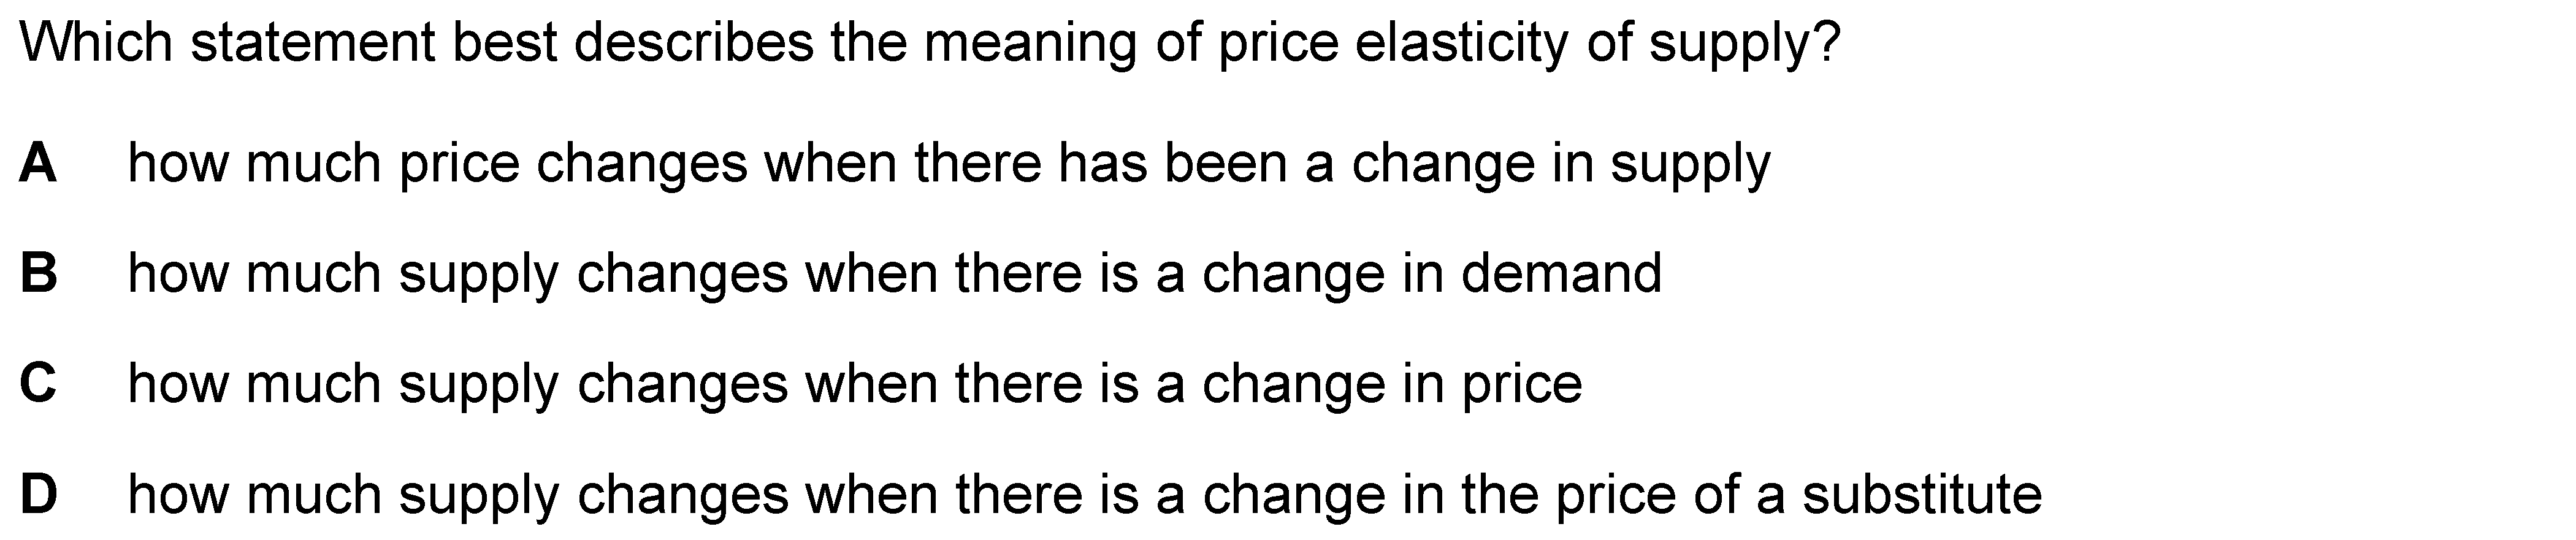 Which statement best describes the meaning of price elasticity of supply?
A how much price changes when there has been a change in supply
B how much supply changes when there is a change in demand
C how much supply changes when there is a change in price
D how much supply changes when there is a change in the price of a substitute